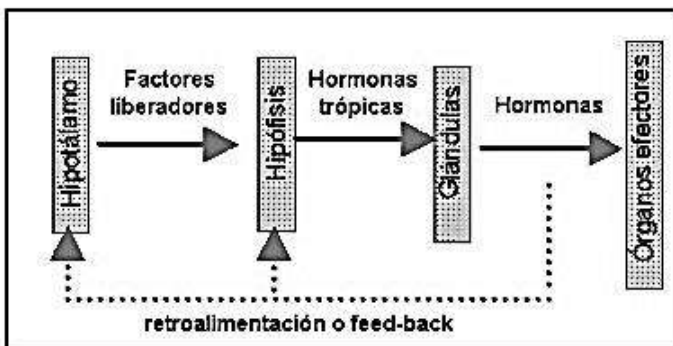 Hipotálamo
Factores
liberadores
Hipófisis
Hormonas
trópicas
Glándulas
Hormonas
Órganos efectores
retroalimentación o feed-back